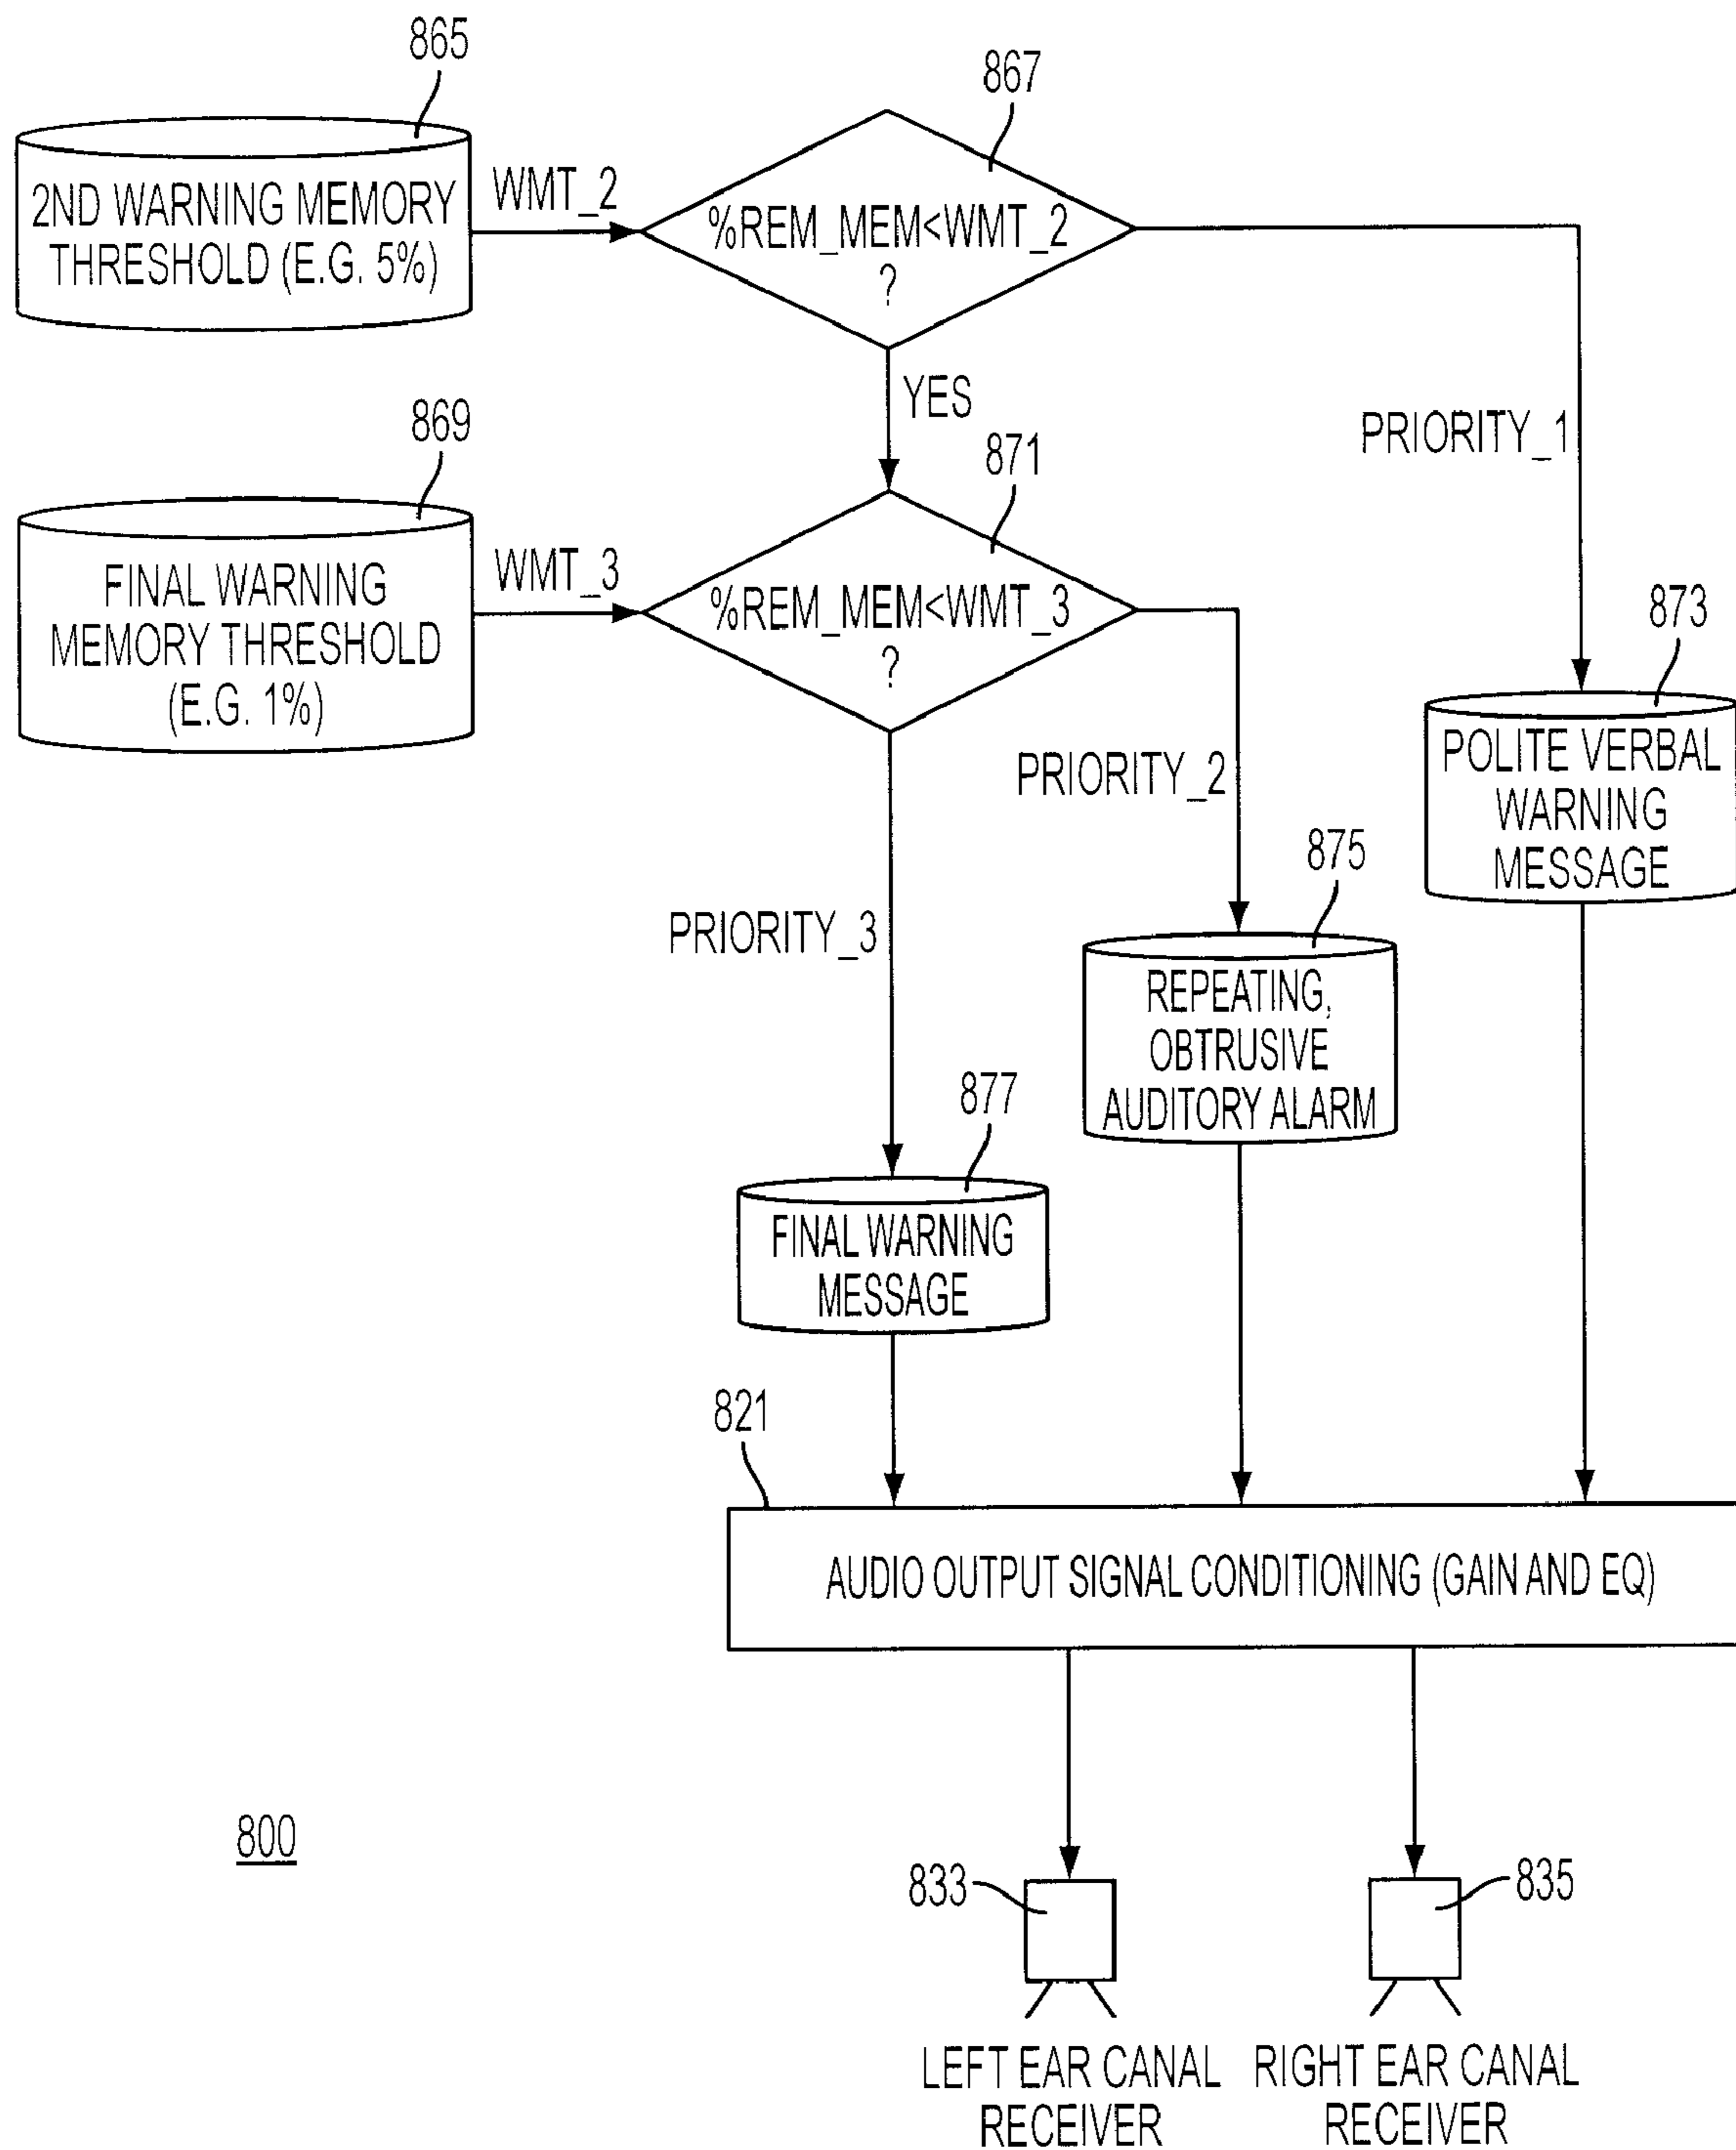 865
867
2ND WARNING MEMORY
THRESHOLD (E.G. 5%)
WMT_2
%REM_MEM<WMT_2
?
YES
PRIORITY_1
869
871
FINAL WARNING
MEMORY THRESHOLD
(E.G. 1%)
WMT_3
%REM_MEM<WMT_3
?
873
POLITE VERBAL
WARNING
MESSAGE
PRIORITY_2
875
PRIORITY_3
REPEATING,
OBTRUSIVE
AUDITORY ALARM
877
FINAL WARNING
MESSAGE
821
AUDIO OUTPUT SIGNAL CONDITIONING (GAIN AND EQ)
800
833
835
LEFT EAR CANAL
RECEIVER
RIGHT EAR CANAL
RECEIVER